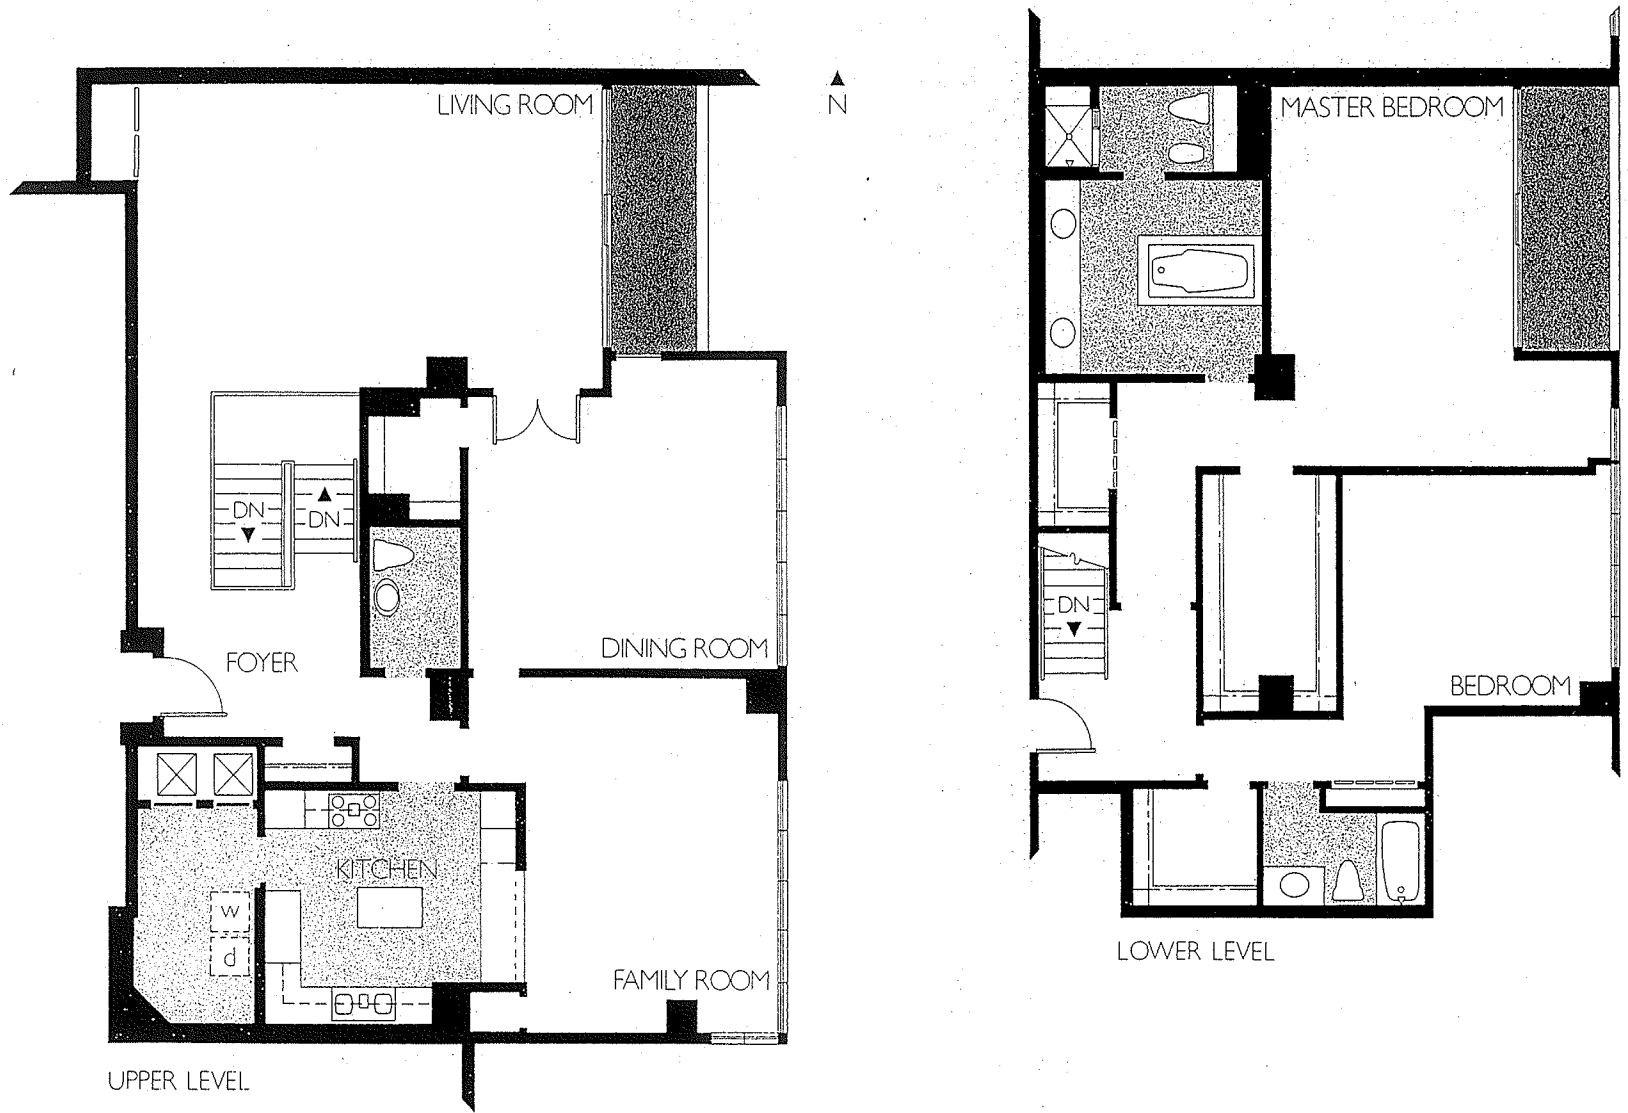 LIVING ROOM
N
MASTER BEDROOM
DN
DN
DN
DINING ROOM
FOYER
BEDROOM
KITCHEN
w
d
FAMILY ROOM
LOWER LEVEL
UPPER LEVEL